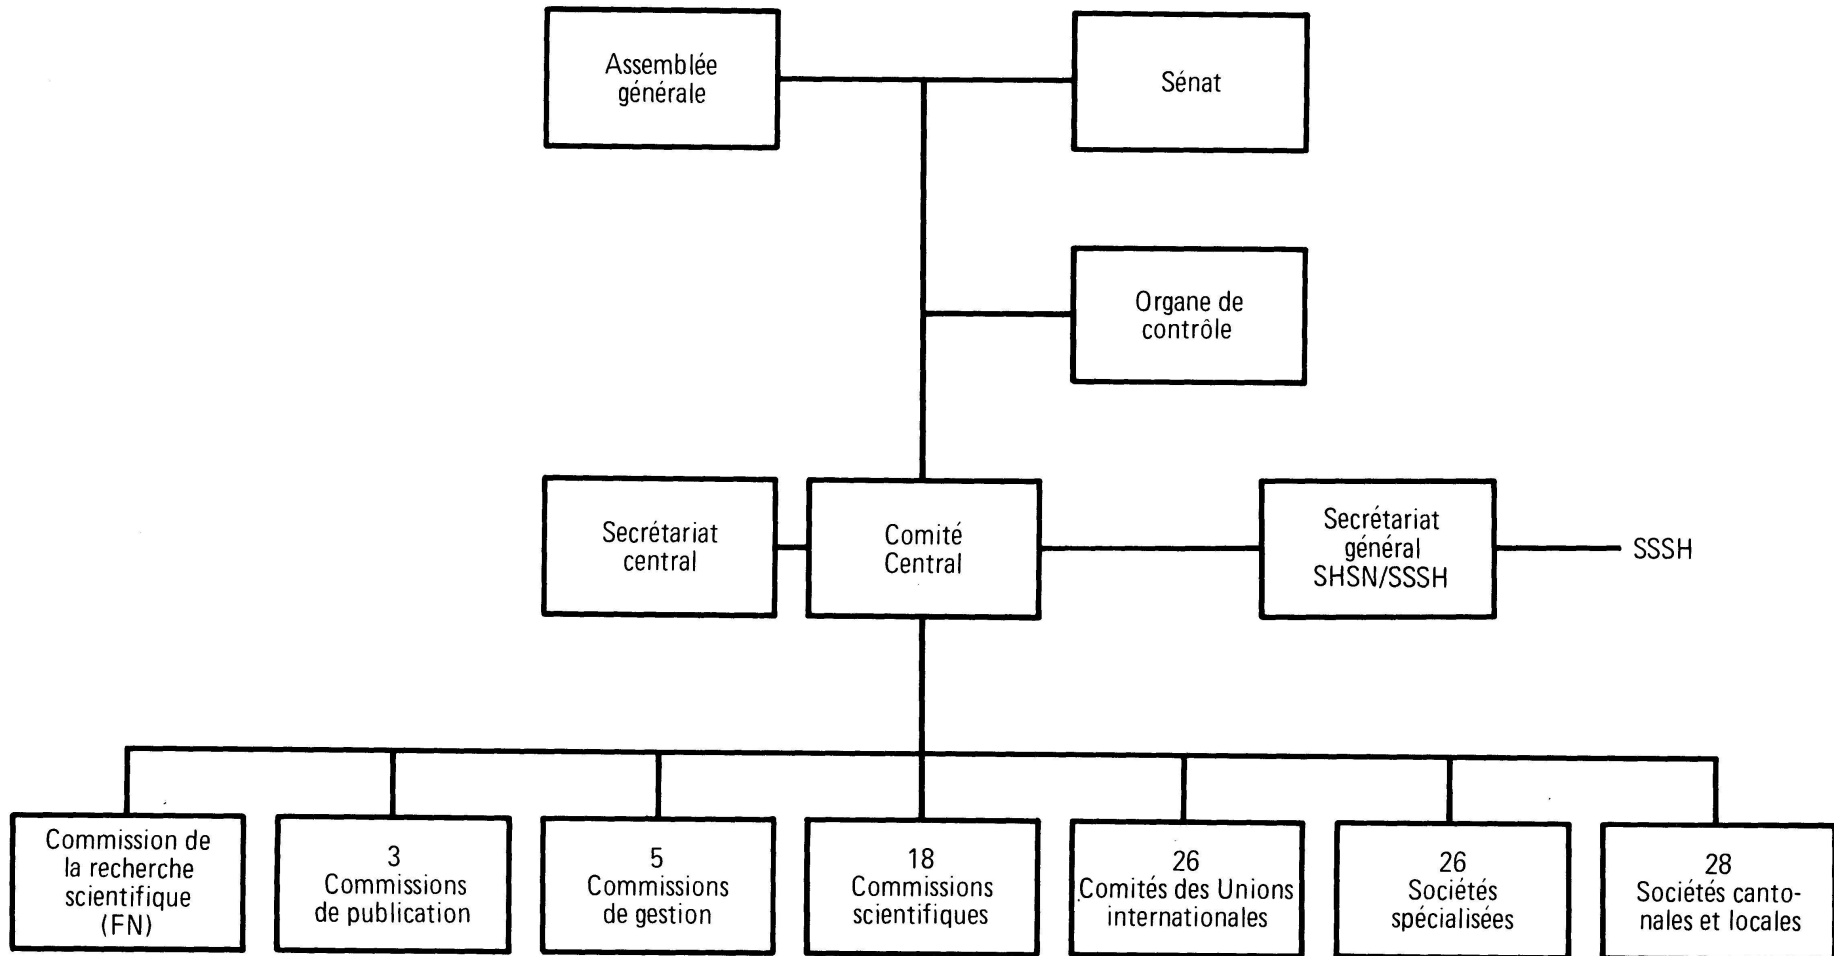 Assemblée
générale
Sénat
Organe de
contrôle
Secrétariat
central
Comité
Central
Secrétariat
général
SHSN/SSSH
SSSH
Commission de
la recherche
scientifique
(FN)
3
Commissions
de publication
5
Commissions
de gestion
18
Commissions
scientifiques
26
Comités des Unions
internationales
26
Sociétés
spécialisées
28
Sociétés canto-
nales et locales